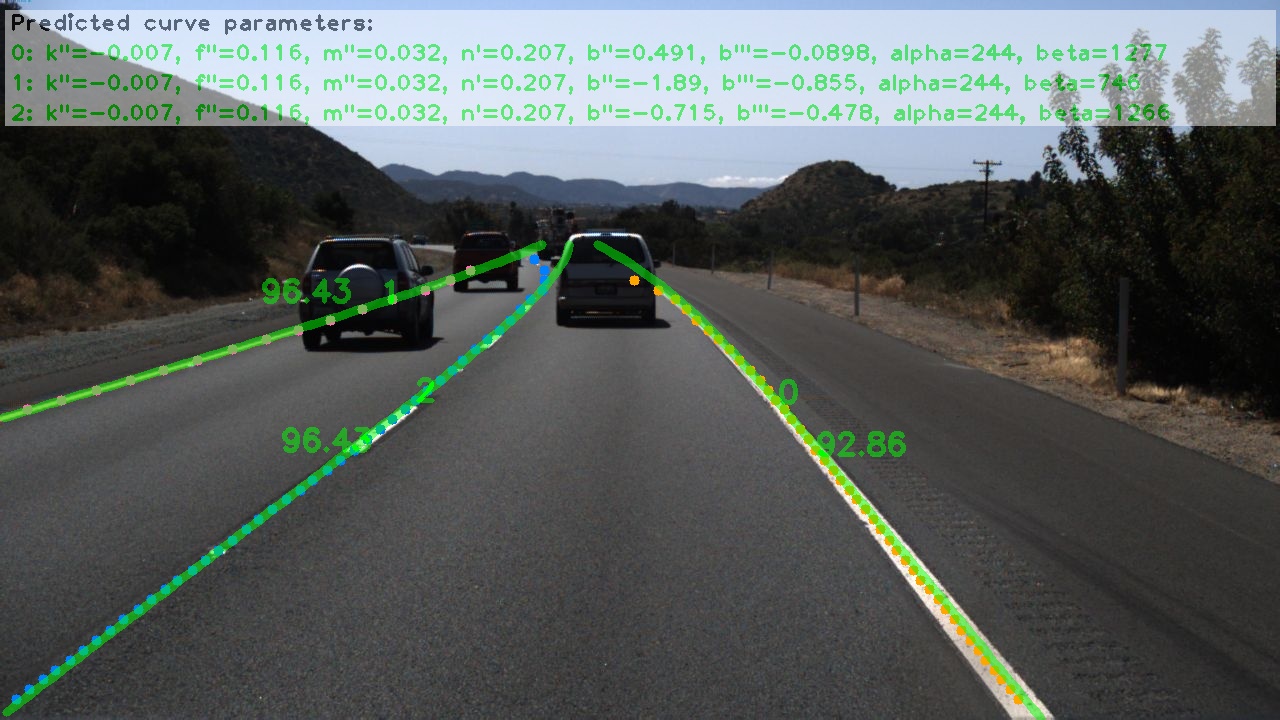 Predicted curve parameters:
0: k''=-0.007, f''=0.116, m''=0.032, n'=0.207, b''=0.491, b'''=-0.0898, alpha=244, beta=1277
1: k''=-0.007, f''=0.116, m''=0.032, n'=0.207, b''=-1.89, b'''=-0.855, alpha=244, beta=746
2: k''=-0.007, f''=0.116, m''=0.032, n'=0.207, b''=-0.715, b'''=-0.478, alpha=244, beta=1266
96.43 1
2 0
96.43 92.86